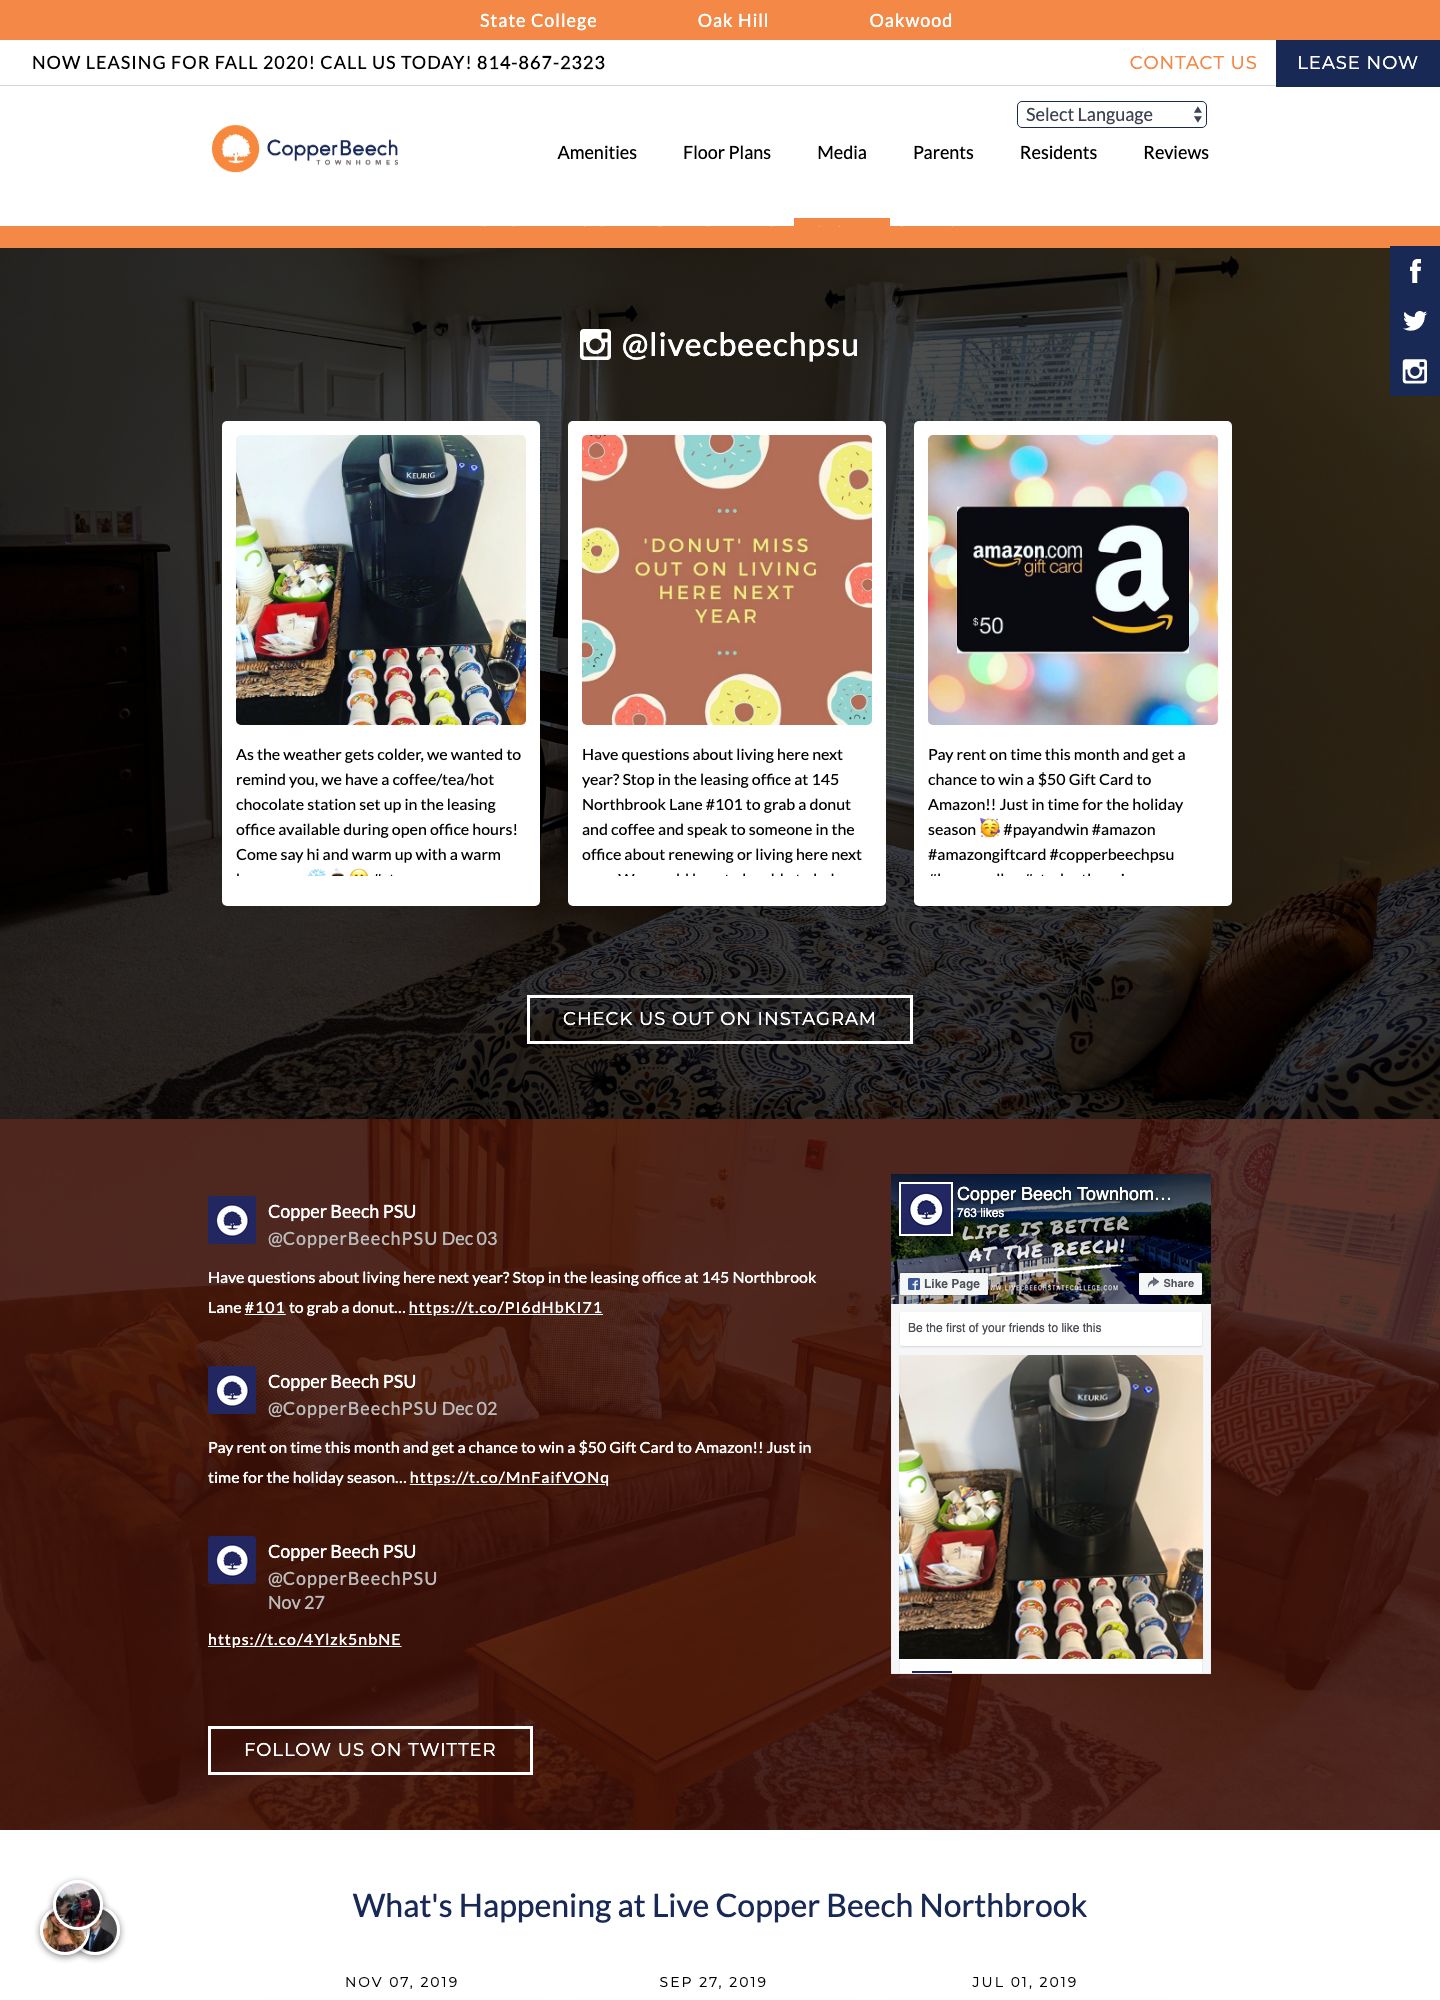 State College
Oak Hill
Oakwood
NOW LEASING FOR FALL 2020! CALL US TODAY! 814-867-2323
CONTACT US
LEASE NOW
Select Language
CopperBeech
TOWNHOMES
Amenities
Floor Plans
Media
Parents
Residents
Reviews
@livecbeechpsu
KEURIG
As the weather gets colder, we wanted to
remind you, we have a coffee/tea/hot
chocolate station set up in the leasing
office available during open office hours!
Come say hi and warm up with a warm
'DONUT' MISS
OUT ON LIVING
HERE NEXT
YEAR
Have questions about living here next
year? Stop in the leasing office at 145
Northbrook Lane #101 to grab a donut
and coffee and speak to someone in the
office about renewing or living here next
amazon.com
gift card
a
$50
Pay rent on time this month and get a
chance to win a $50 Gift Card to
Amazon!! Just in time for the holiday
season 🥳 #payandwin #amazon
#amazongiftcard #copperbeechpsu
CHECK US OUT ON INSTAGRAM
Copper Beech PSU
@CopperBeechPSU Dec 03
Have questions about living here next year? Stop in the leasing office at 145 Northbrook
Lane #101 to grab a donut... https://t.co/PI6dHbKI71
Copper Beech PSU
@CopperBeechPSU Dec 02
Pay rent on time this month and get a chance to win a $50 Gift Card to Amazon!! Just in
time for the holiday season... https://t.co/MnFaifVONq
Copper Beech PSU
@CopperBeechPSU
Nov 27
https://t.co/4Ylzk5nbNE
FOLLOW US ON TWITTER
Copper Beech Townhom...
763 likes
LIFE IS BETTER
AT THE BEECH!
Like Page
WWW.LIVECBEECHSTATECOLLEGE.COM
Share
Be the first of your friends to like this
KEURIG
What's Happening at Live Copper Beech Northbrook
NOV 07, 2019
SEP 27, 2019
JUL 01, 2019